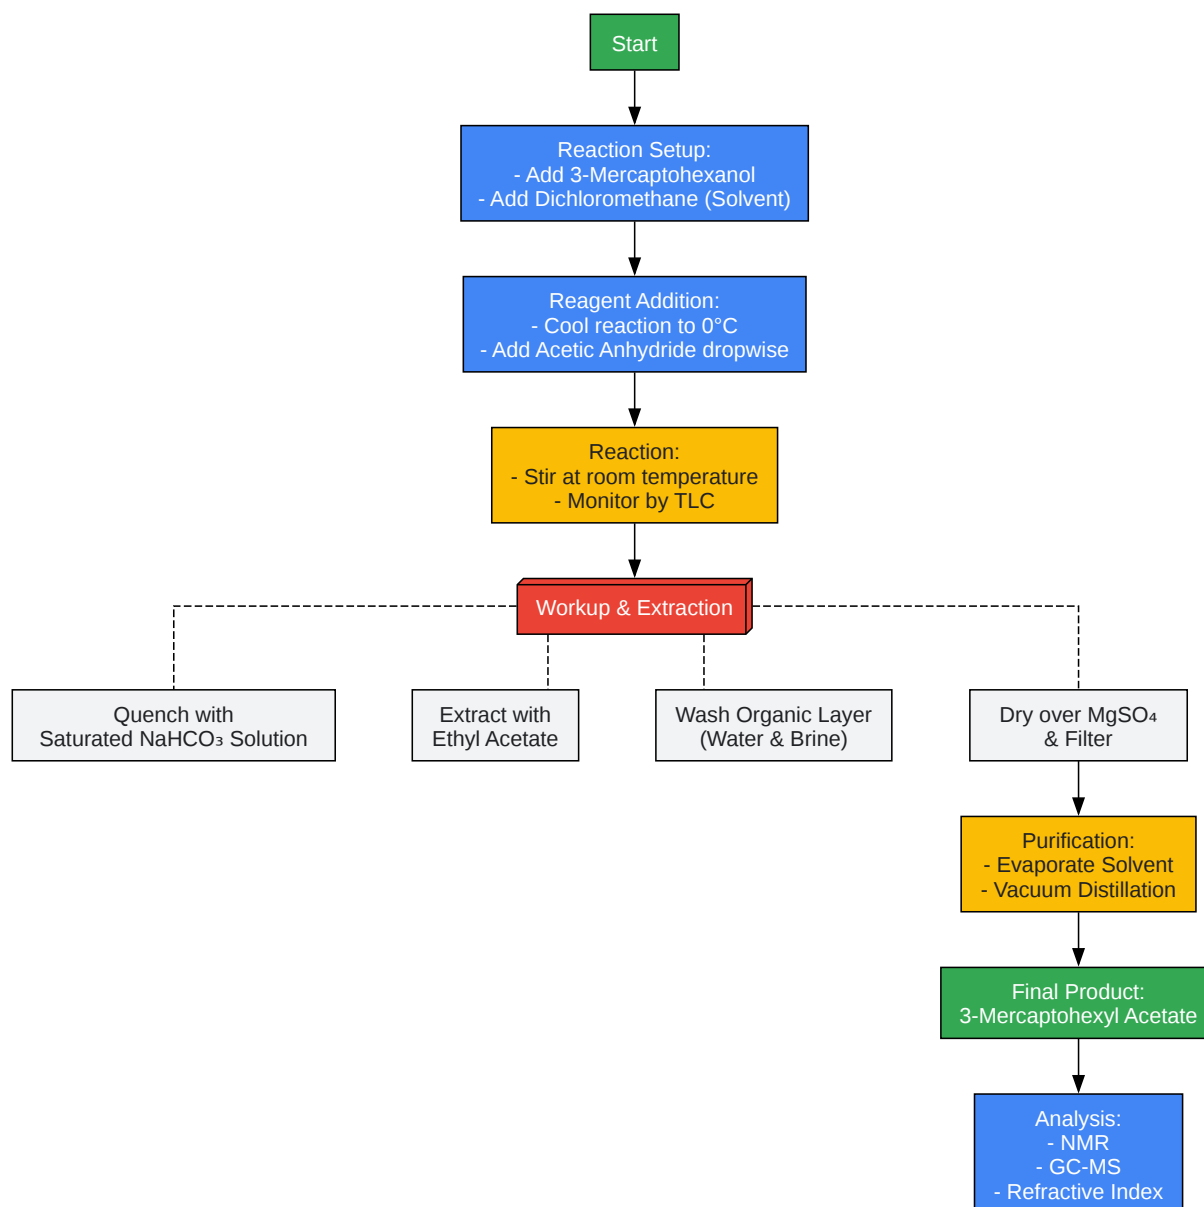 Start
Reaction Setup:
- Add 3-Mercaptohexanol
- Add Dichloromethane (Solvent)
Reagent Addition:
- Cool reaction to 0°C
- Add Acetic Anhydride dropwise
Reaction:
- Stir at room temperature
- Monitor by TLC
Workup & Extraction
Quench with
Saturated NaHCO₃ Solution
Extract with
Ethyl Acetate
Wash Organic Layer
(Water & Brine)
Dry over MgSO₄
& Filter
Purification:
- Evaporate Solvent
- Vacuum Distillation
Final Product:
3-Mercaptohexyl Acetate
Analysis:
- NMR
- GC-MS
- Refractive Index